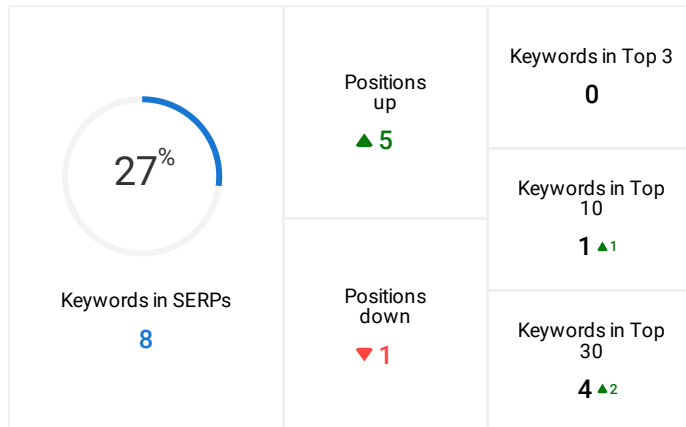 27%
Keywords in SERPs
8
Positions
up
5
Positions
down
1
Keywords in Top 3
0
Keywords in Top
10
1 1
Keywords in Top
30
4 2